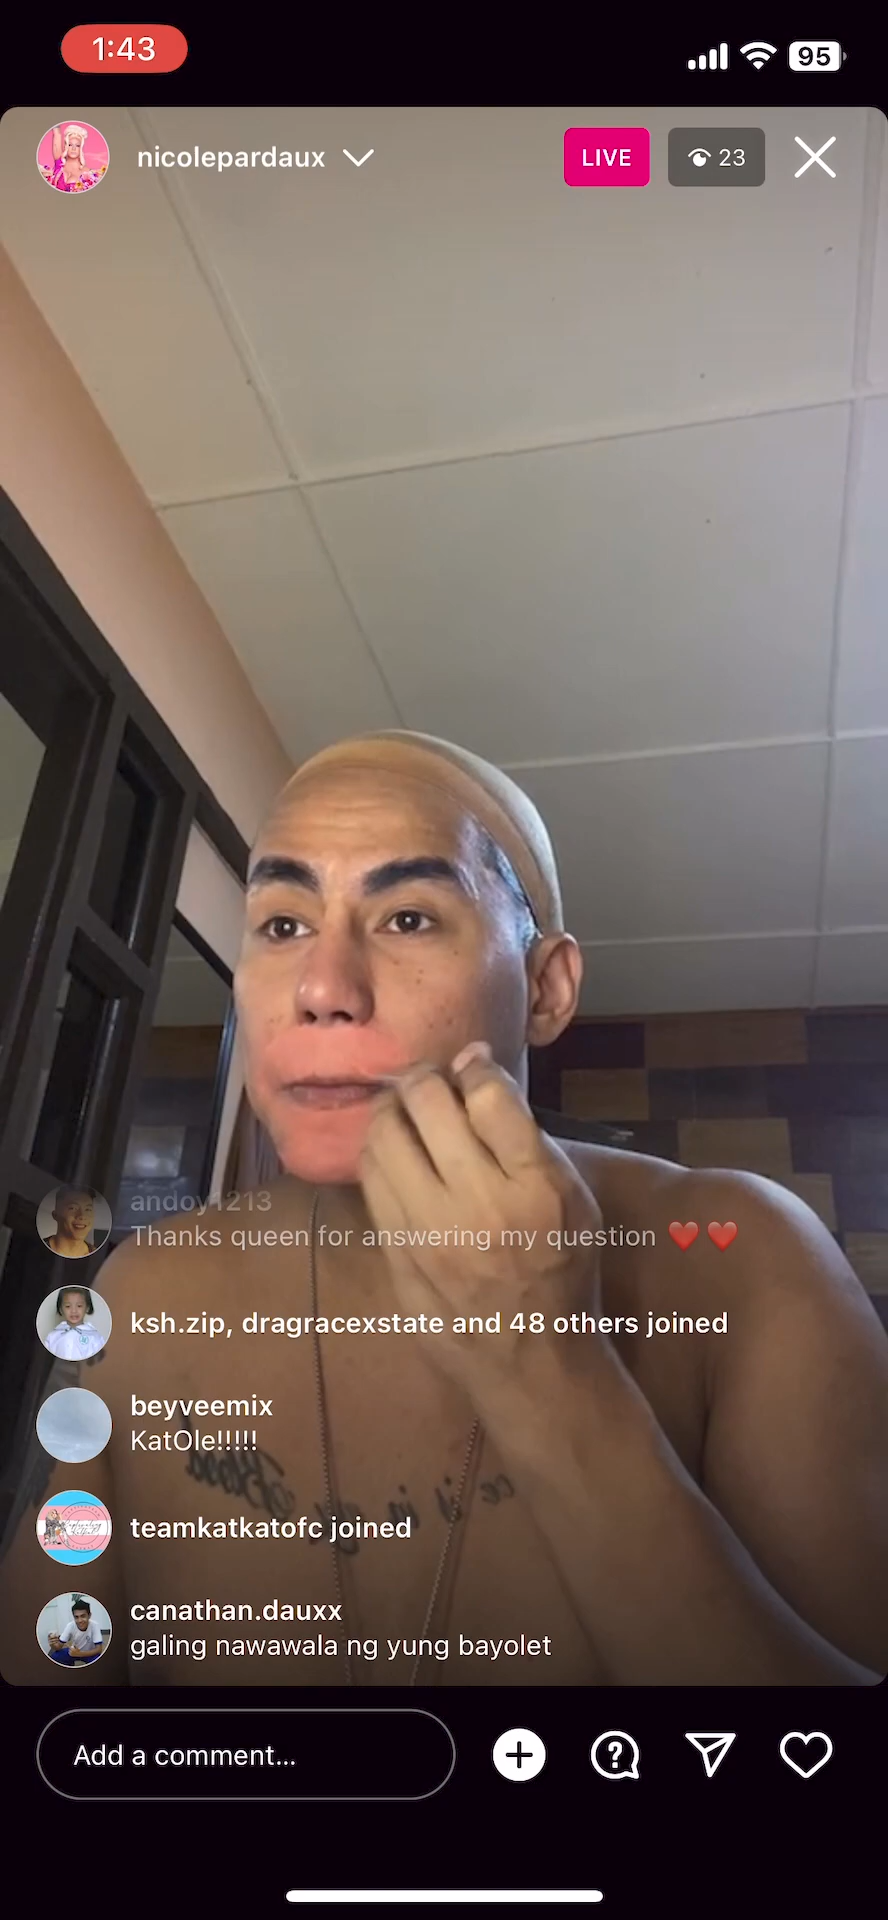 1:43
95
nicolepardaux
LIVE
23
andoy1213
Thanks queen for answering my question ❤️❤️
ksh.zip, dragracexstate and 48 others joined
beyveemix
KatOle!!!!!
teamkatkatofc joined
canathan.dauxx
galing nawawala ng yung bayolet
Add a comment...